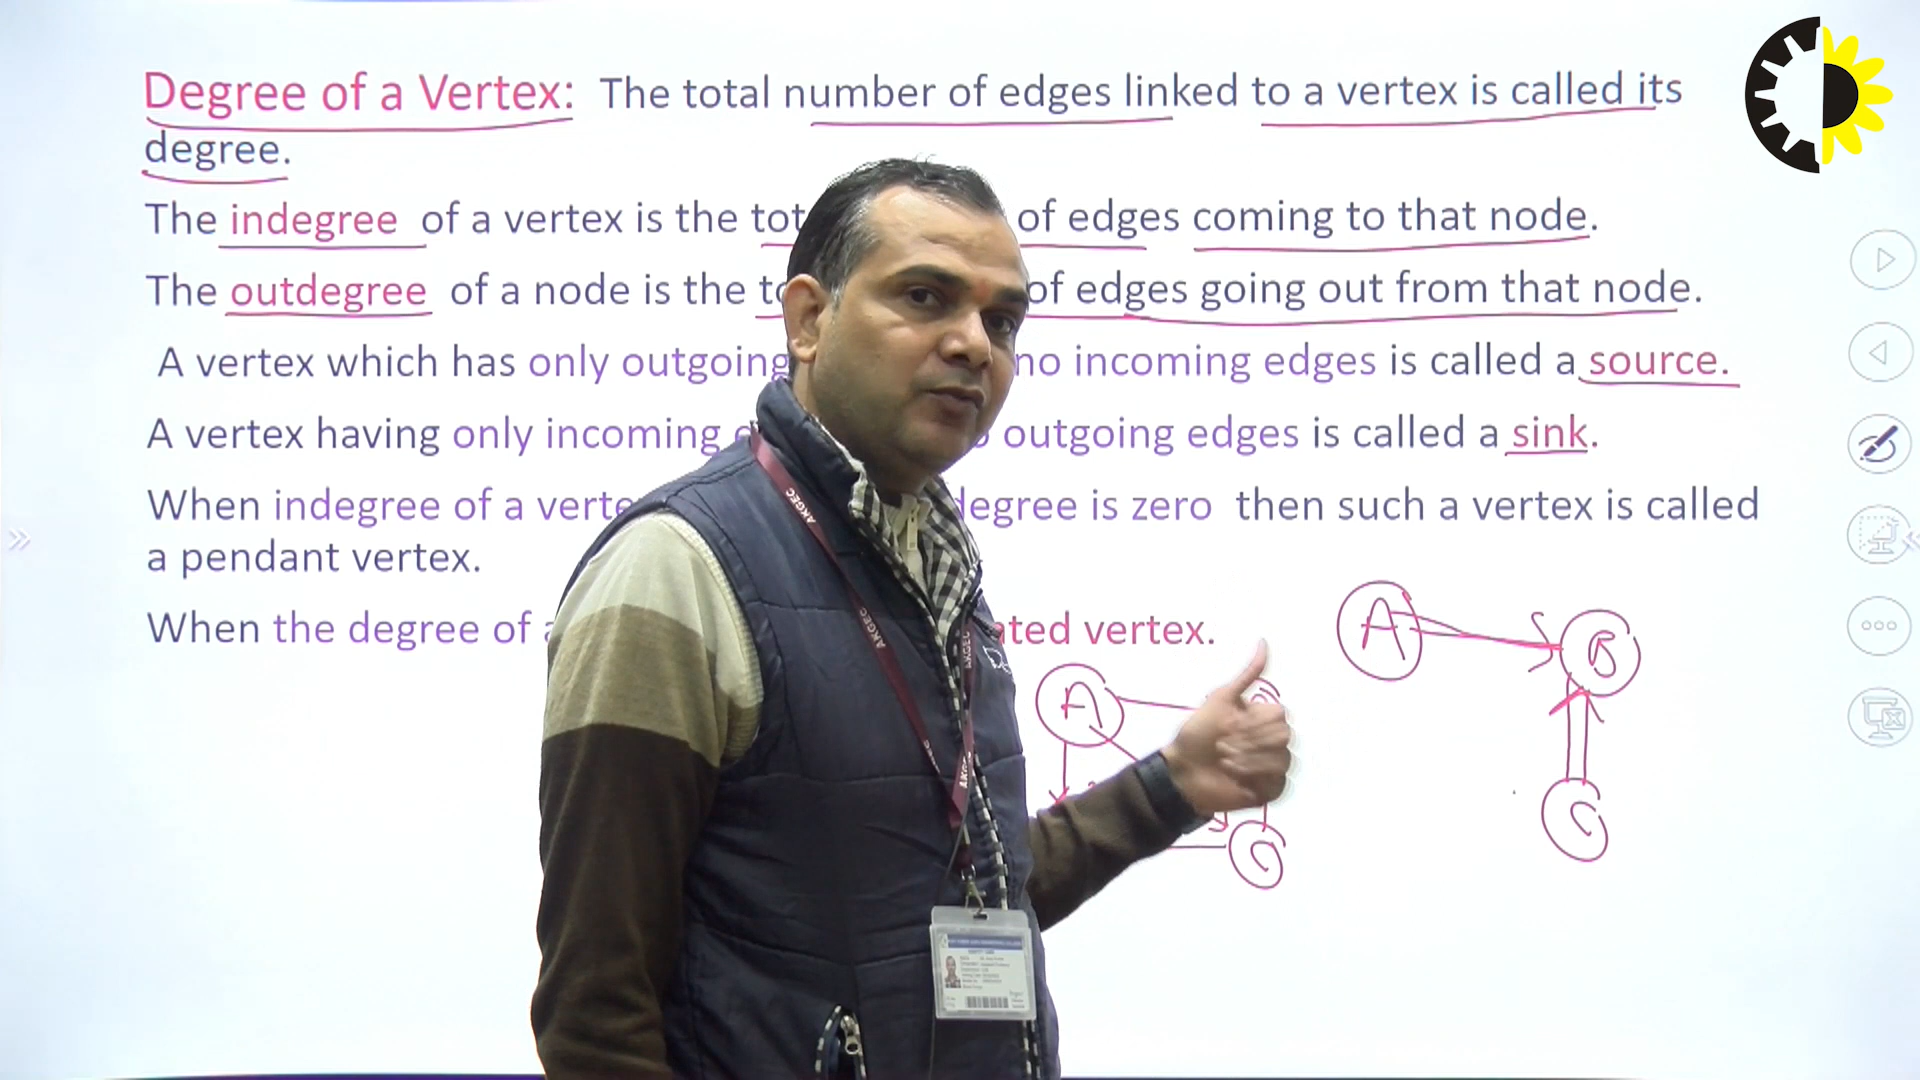 Degree of a Vertex: The total number of edges linked to a vertex is called its
degree.
The indegree of a vertex is the of edges coming to that node.
The outdegree of a node is the of edges going out from that node.
A vertex which has only outgoing no incoming edges is called a source.
A vertex having only incoming outgoing edges is called a sink.
When indegree of a degree is zero then such a vertex is called
a pendant vertex.
When the degree of vertex.
A B
C
A
C
AKGEC
AKGEC
AKGEC
AKGEC